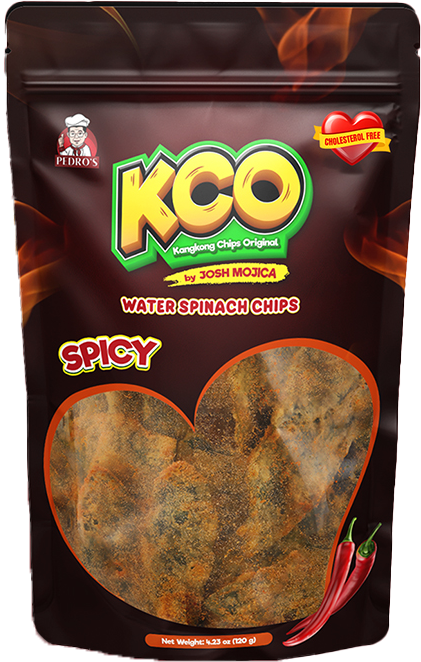 PEDRO'S
CHOLESTEROL FREE
KCO
Kangkong Chips Original
by JOSH MOJICA
WATER SPINACH CHIPS
SPICY
Net Weight: 4.23 oz (120 g)